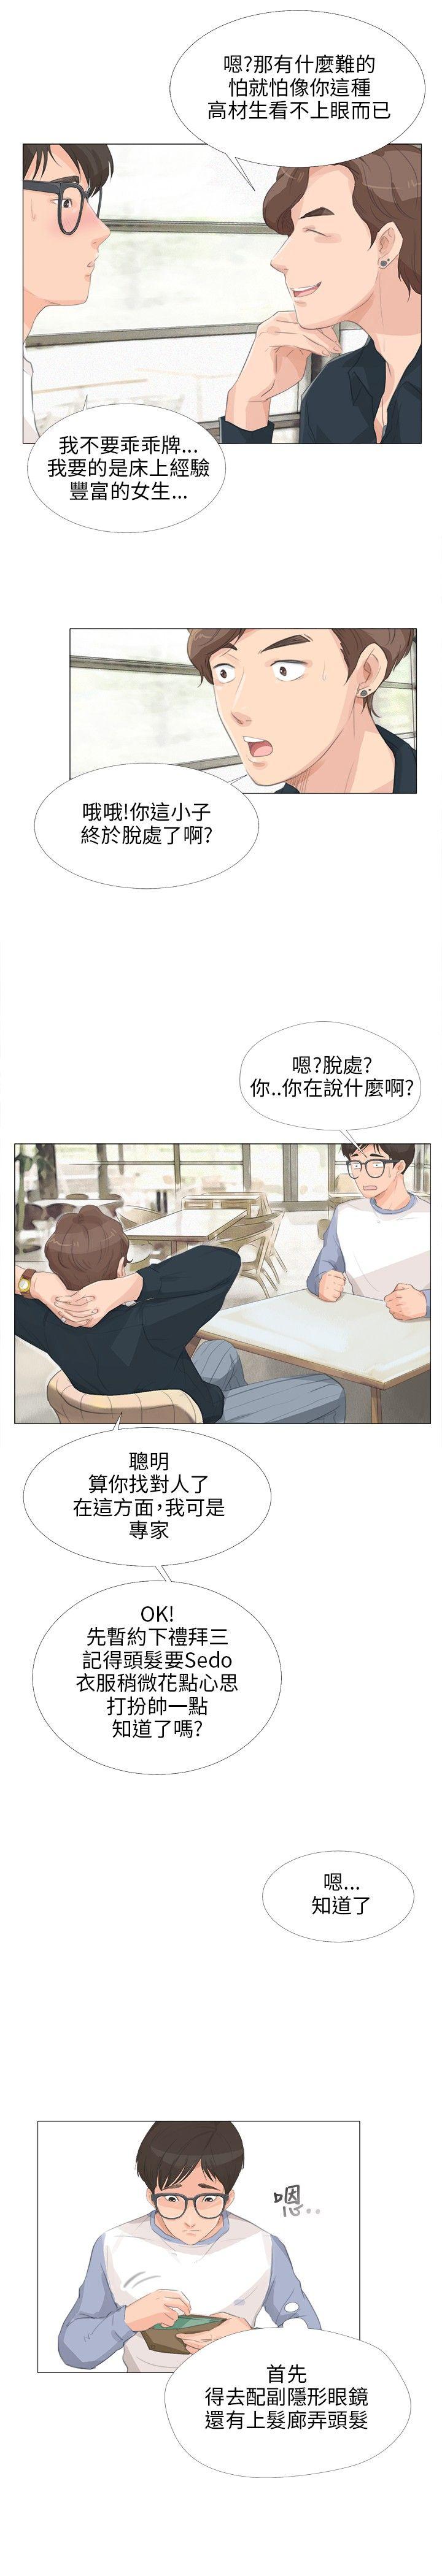 嗯?那有什麼難的
怕就怕像你這種
高材生看不上眼而已
我不要乖乖牌...
我要的是床上經驗
豐富的女生...
哦哦!你這小子
終於脫處了啊?
嗯?脫處?
你..你在說什麼啊?
聰明
算你找對人了
在這方面,我可是
專家
OK!
先暫約下禮拜三
記得頭髮要Sedo
衣服稍微花點心思
打扮帥一點
知道了嗎?
嗯...
知道了
嗯..
首先
得去配副隱形眼鏡
還有上髮廊弄頭髮